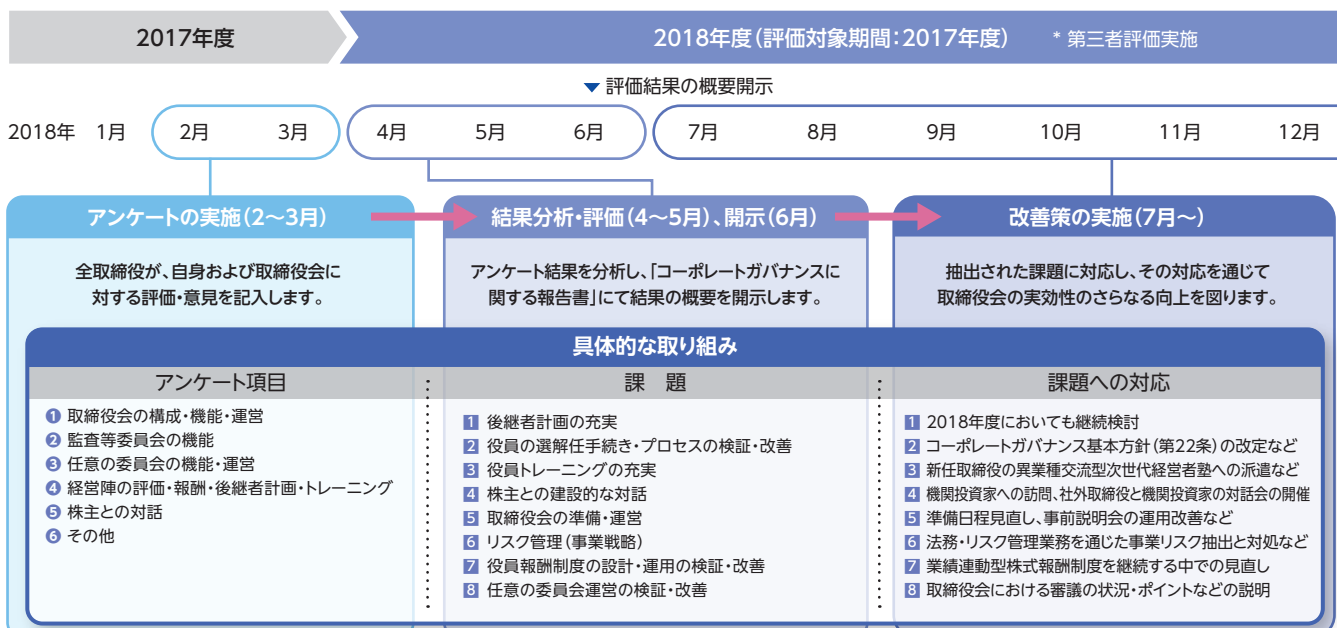 2017年度
2018年度(評価対象期間:2017年度) *第三者評価実施
▼評価結果の概要開示
2018年 1月 2月 3月 4月 5月 6月 7月 8月 9月 10月 11月 12月
アンケートの実施(2~3月)
全取締役が、自身および取締役会に
対する評価・意見を記入します。
結果分析・評価(4~5月)、開示(6月)
アンケート結果を分析し、「コーポレートガバナンスに
関する報告書」にて結果の概要を開示します。
改善策の実施(7月~)
抽出された課題に対応し、その対応を通じて
取締役会の実効性のさらなる向上を図ります。
具体的な取り組み
アンケート項目
❶ 取締役会の構成・機能・運営
❷ 監査等委員会の機能
❸ 任意の委員会の機能・運営
❹ 経営陣の評価・報酬・後継者計画・トレーニング
❺ 株主との対話
❻ その他
課 題
1 後継者計画の充実
2 役員の選解任手続き・プロセスの検証・改善
3 役員トレーニングの充実
4 株主との建設的な対話
5 取締役会の準備・運営
6 リスク管理(事業戦略)
7 役員報酬制度の設計・運用の検証・改善
8 任意の委員会運営の検証・改善
課題への対応
1 2018年度においても継続検討
2 コーポレートガバナンス基本方針(第22条)の改定など
3 新任取締役の異業種交流型次世代経営者塾への派遣など
4 機関投資家への訪問、社外取締役と機関投資家の対話会の開催
5 準備日程見直し、事前説明会の運用改善など
6 法務・リスク管理業務を通じた事業リスク抽出と対処など
7 業績連動型株式報酬制度を継続する中での見直し
8 取締役会における審議の状況・ポイントなどの説明